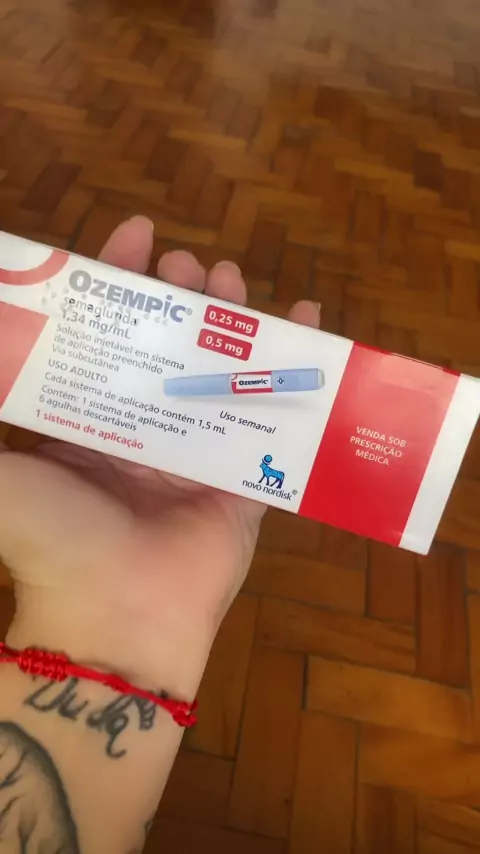 OZEMPIC®
semaglutida
1,34 mg/mL
0,25 mg
0,5 mg
Solução injetável em sistema
de aplicação preenchido
Via subcutânea
USO ADULTO
Cada sistema de aplicação contém 1,5 mL
Contém: 1 sistema de aplicação e
6 agulhas descartáveis
1 sistema de aplicação
OZEMPIC®
Uso semanal
novo nordisk®
VENDA SOB
PRESCRIÇÃO
MÉDICA
Duda